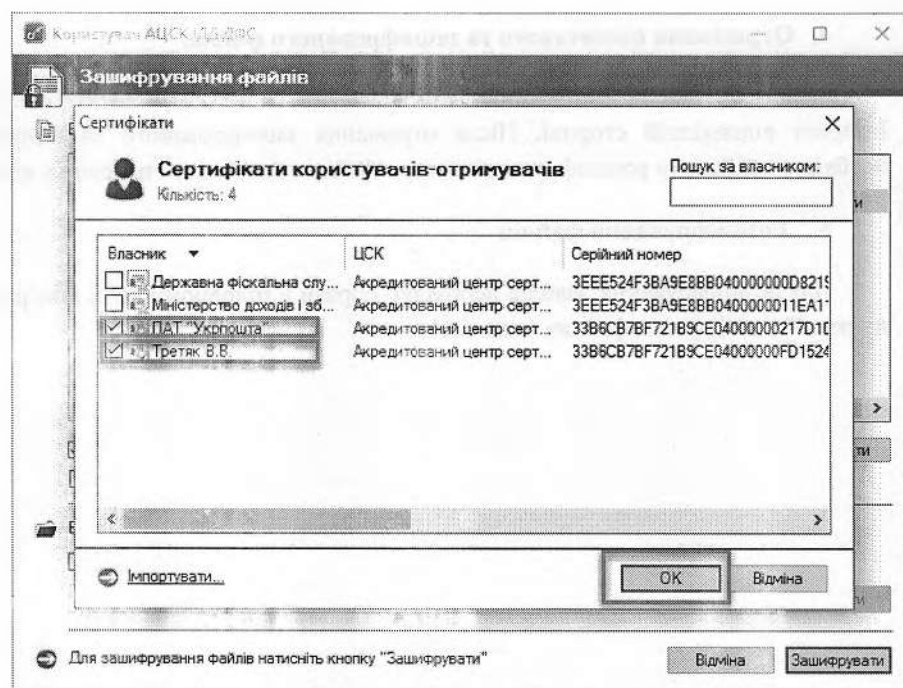 Користувач АЦСК ІДД ДФС
Зашифрування файлів
Сертифікати
Сертифікати користувачів-отримувачів
Кількість: 4
Пошук за власником:
Власник ЦСК Серійний номер
Державна фіскальна слу... Акредитований центр серт... 3EEE524F3BA9E8BB040000000D8219
Міністерство доходів і зб... Акредитований центр серт... 3EEE524F3BA9E8BB0400000011EA1
ПАТ "Укрпошта" Акредитований центр серт... 33B6CB7BF721B9CE04000000217D1D
Третяк В.В. Акредитований центр серт... 33B6CB7BF721B9CE04000000FD1524
Імпортувати...
OK Відміна
Для зашифрування файлів натисніть кнопку "Зашифрувати"
Відміна Зашифрувати